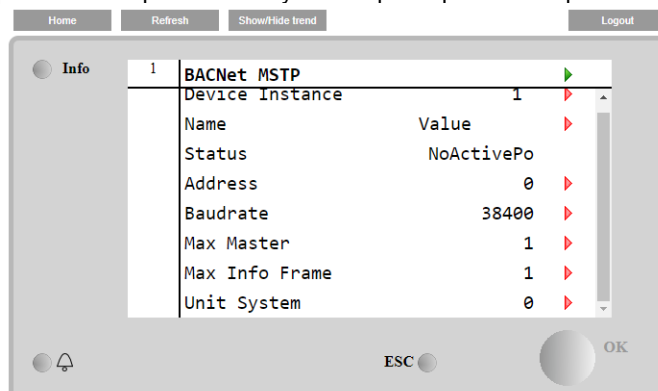 Home Refresh Show/Hide trend Logout
Info
1 BACNet MSTP
Device Instance 1
Name Value
Status NoActivePo
Address 0
Baudrate 38400
Max Master 1
Max Info Frame 1
Unit System 0
ESC OK